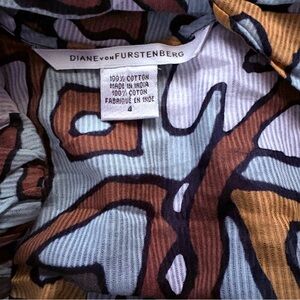 DIANE VON FURSTENBERG
100% COTTON
MADE IN INDIA
100% COTON
FABRIQUÉ EN INDE
4